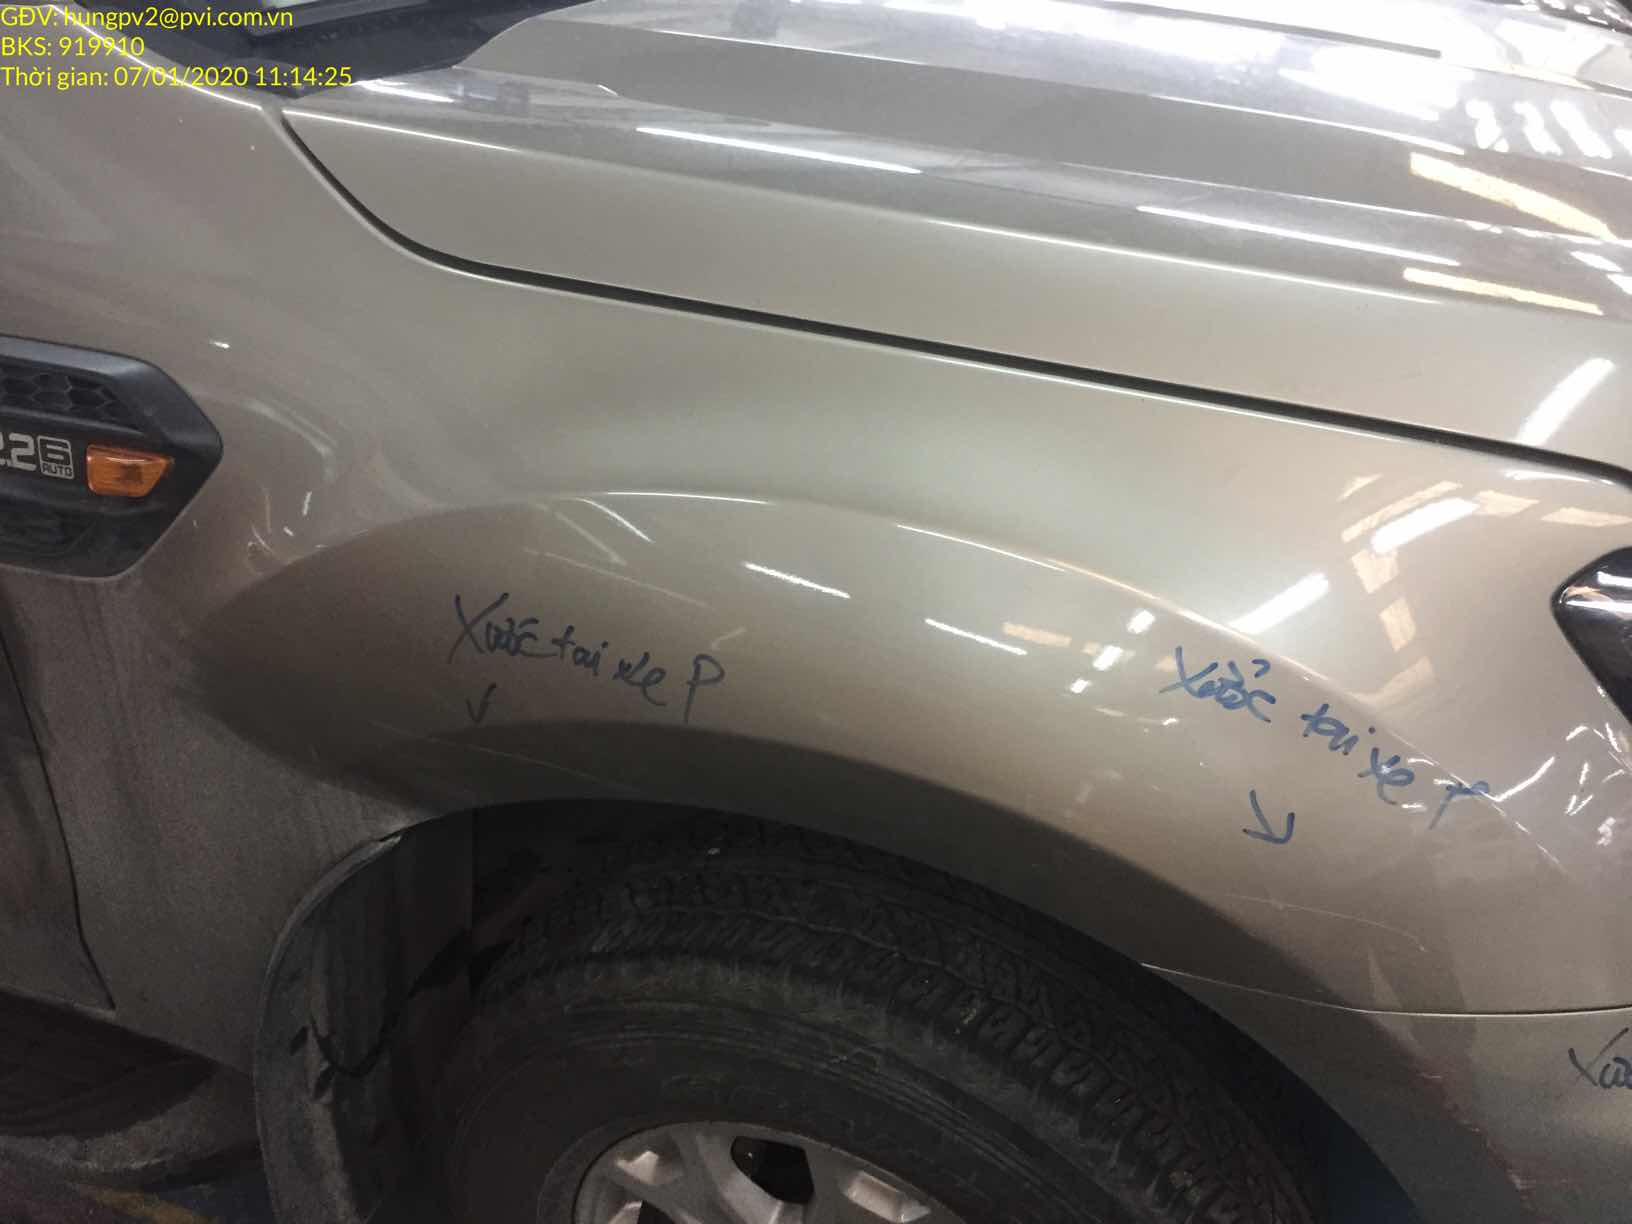 GĐV: hungpv2@pvi.com.vn
BKS: 919910
Thời gian: 07/01/2020 11:14:25
2.2 6
AUTO
Xước tai xe P
Xước tai xe P